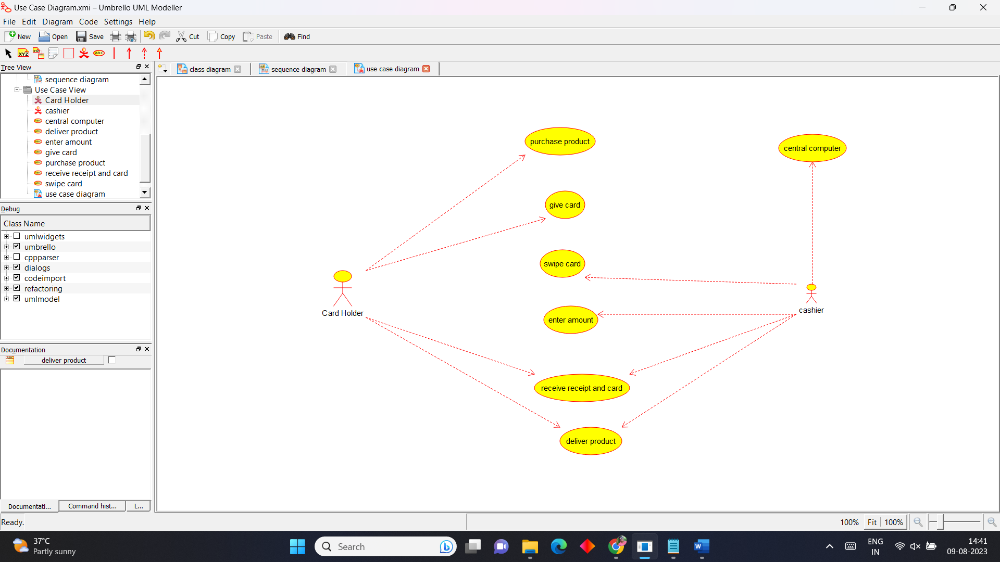 Use Case Diagram.xmi – Umbrello UML Modeller
File Edit Diagram Code Settings Help
New Open Save Cut Copy Paste Find
XYZ XYZ ABC
Tree View
class diagram sequence diagram use case diagram
sequence diagram
Use Case View
Card Holder
cashier
central computer
deliver product
enter amount
give card
purchase product
receive receipt and card
swipe card
use case diagram
Debug
Class Name
umlwidgets
umbrello
cppparser
dialogs
codeimport
refactoring
umlmodel
Documentation
deliver product
Documentati... Command hist... L...
purchase product
central computer
give card
swipe card
Card Holder
cashier
enter amount
receive receipt and card
deliver product
Ready.
100% Fit 100%
37°C
Partly sunny
Search
ENG
IN
14:41
09-08-2023